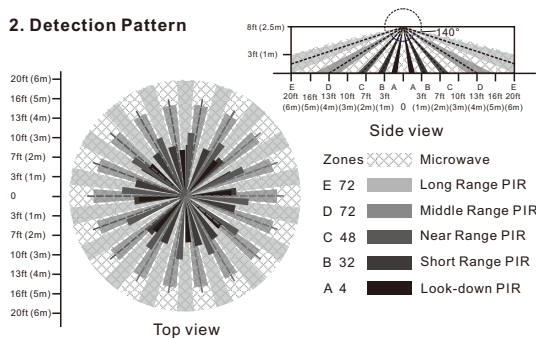 2. Detection Pattern
8ft (2.5m)
140°
3ft (1m)
E D C B A A B C D E
20ft 16ft 13ft 10ft 7ft 3ft 3ft 7ft 10ft 13ft 16ft 20ft
(6m) (5m) (4m) (3m) (2m) (1m) 0 (1m) (2m) (3m) (4m) (5m) (6m)
Side view
20ft (6m)
16ft (5m)
13ft (4m)
10ft (3m)
7ft (2m)
3ft (1m)
0
3ft (1m)
7ft (2m)
10ft (3m)
13ft (4m)
16ft (5m)
20ft (6m)
Top view
Zones Microwave
E 72 Long Range PIR
D 72 Middle Range PIR
C 48 Near Range PIR
B 32 Short Range PIR
A 4 Look-down PIR